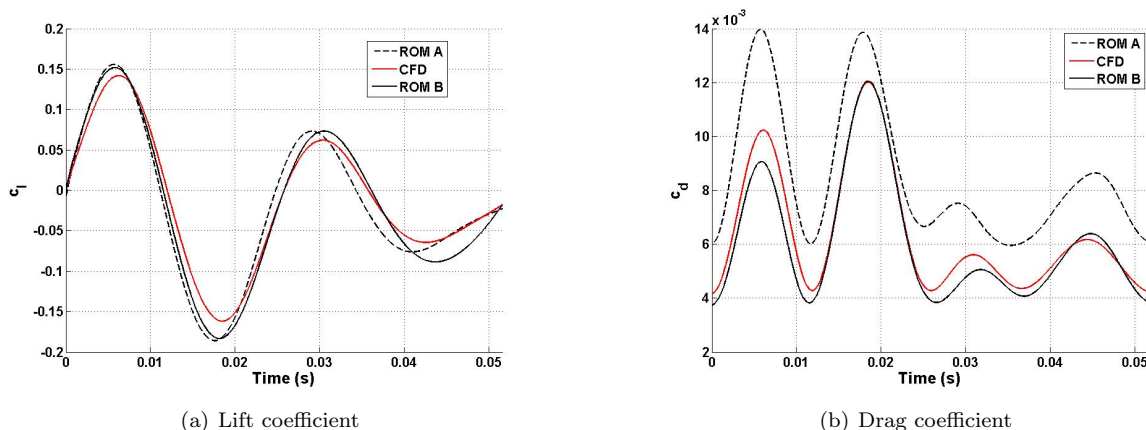 0.2
0.15
0.1
0.05
0
-0.05
-0.1
-0.15
-0.2
c_l
0
0.01
0.02
0.03
0.04
0.05
Time (s)
ROM A
CFD
ROM B
(a) Lift coefficient
x 10^-3
14
12
10
8
6
4
2
c_d
0
0.01
0.02
0.03
0.04
0.05
Time (s)
ROM A
CFD
ROM B
(b) Drag coefficient